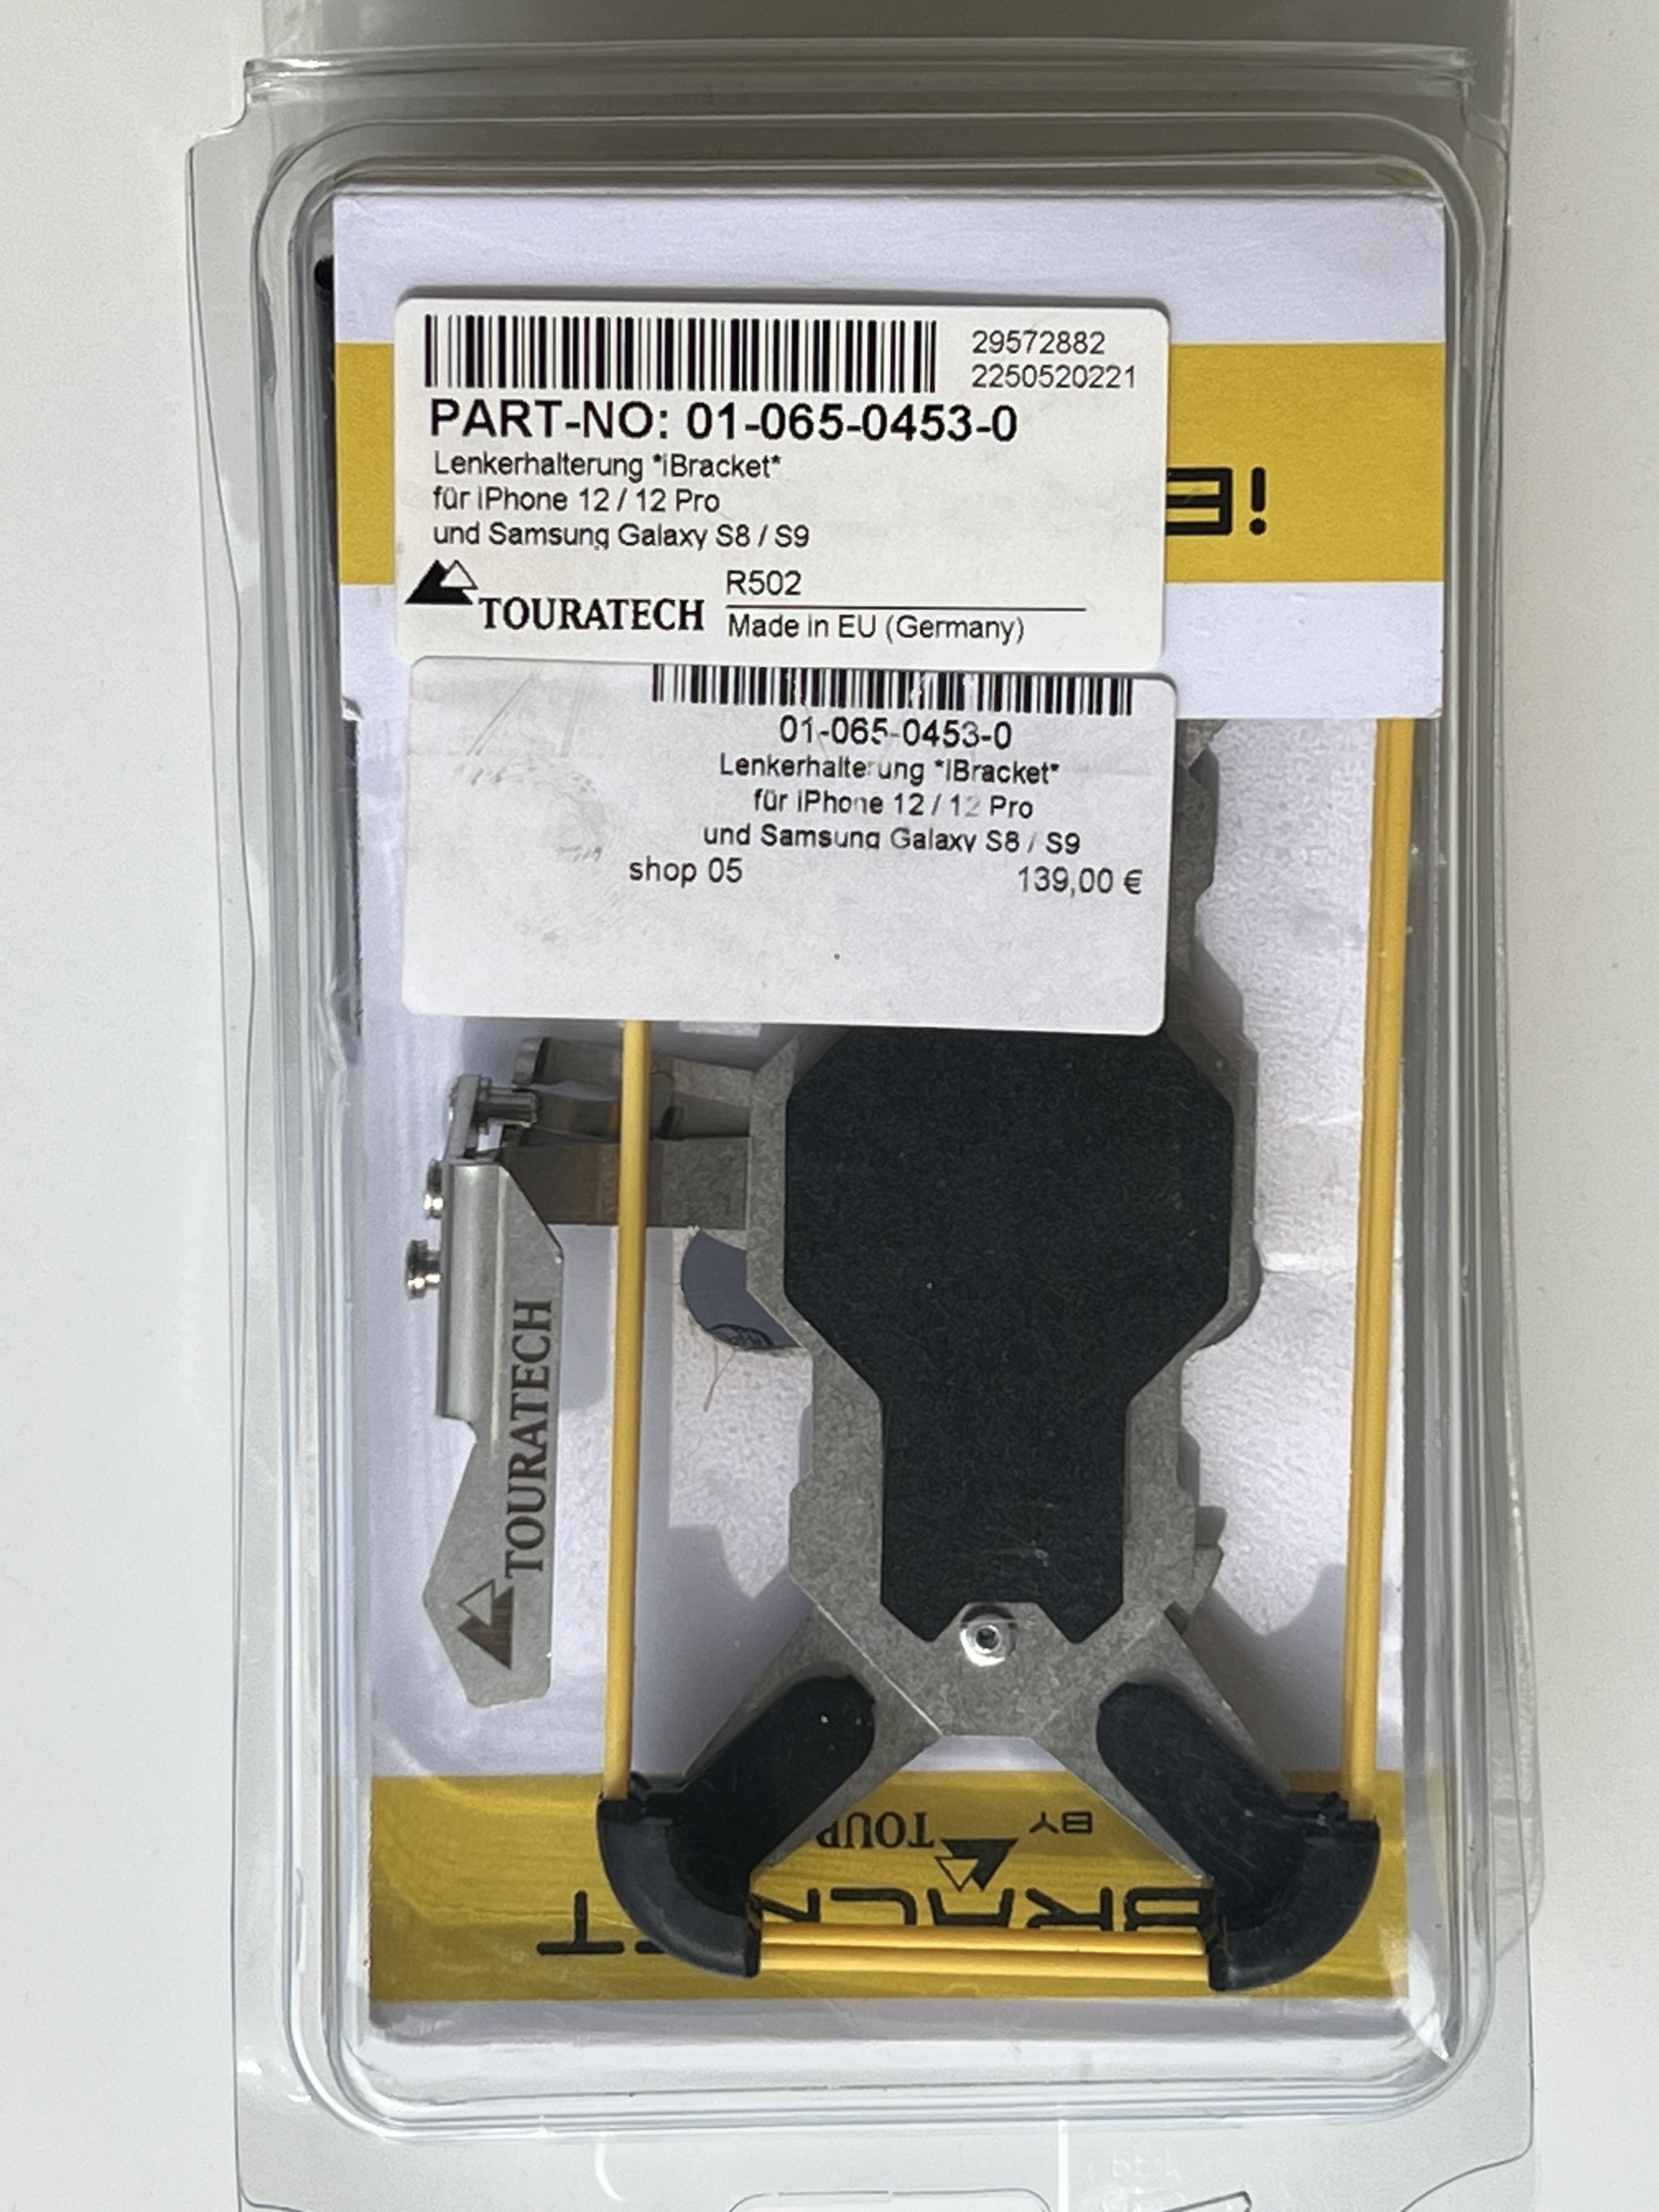 29572882
2250520221
PART-NO: 01-065-0453-0
Lenkerhalterung *iBracket*
für iPhone 12 / 12 Pro
und Samsung Galaxy S8 / S9
TOURATECH
R502
Made in EU (Germany)
01-065-0453-0
Lenkerhalterung *iBracket*
für iPhone 12 / 12 Pro
und Samsung Galaxy S8 / S9
shop 05
139,00 €
TOURATECH
BY